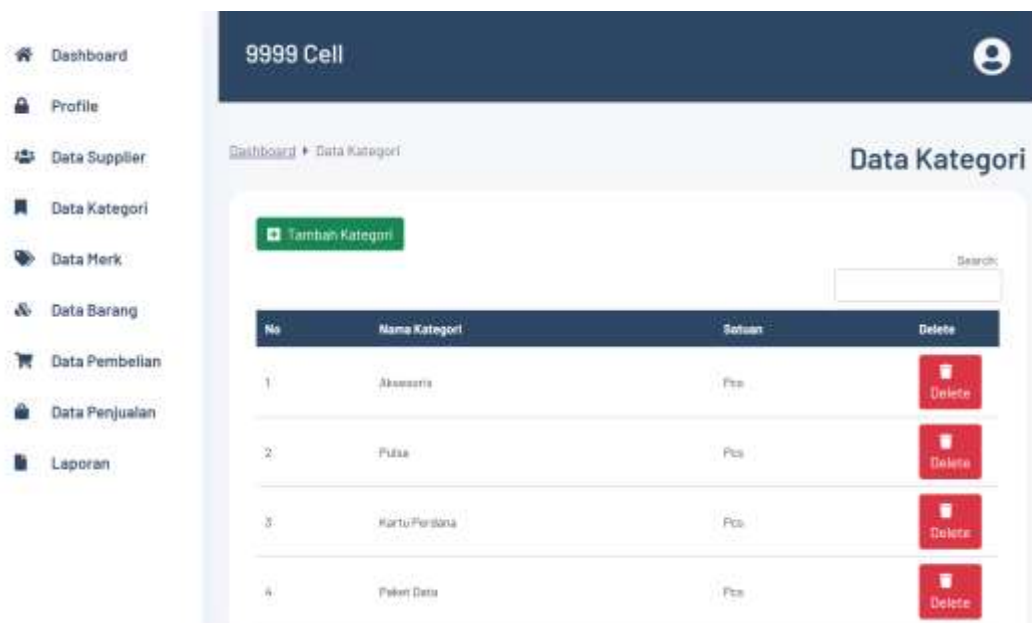 Dashboard
Profile
Data Supplier
Data Kategori
Data Merk
Data Barang
Data Pembelian
Data Penjualan
Laporan
9999 Cell
Dashboard Data Kategori
Data Kategori
Tambah Kategori
Search:
No Nama Kategori Satuan Delete
1 Aksesoris Pcs Delete
2 Pulsa Pcs Delete
3 Kartu Perdana Pcs Delete
4 Paket Data Pcs Delete